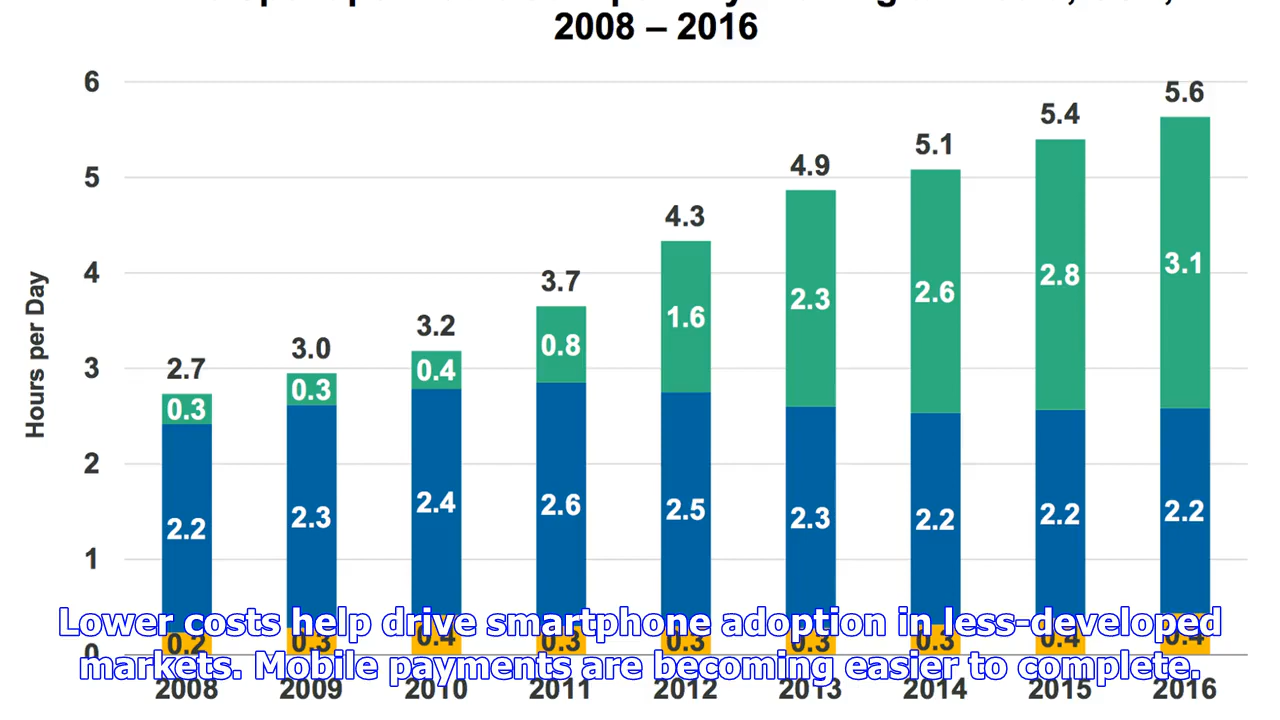 2008 – 2016
6
5
4
3
2
1
0
Hours per Day
2.7 3.0 3.2 3.7 4.3 4.9 5.1 5.4 5.6
0.3 0.3 0.4 0.8 1.6 2.3 2.6 2.8 3.1
2.2 2.3 2.4 2.6 2.5 2.3 2.2 2.2 2.2
0.2 0.3 0.4 0.3 0.3 0.3 0.3 0.4 0.4
Lower costs help drive smartphone adoption in less-developed
markets. Mobile payments are becoming easier to complete.
2008 2009 2010 2011 2012 2013 2014 2015 2016